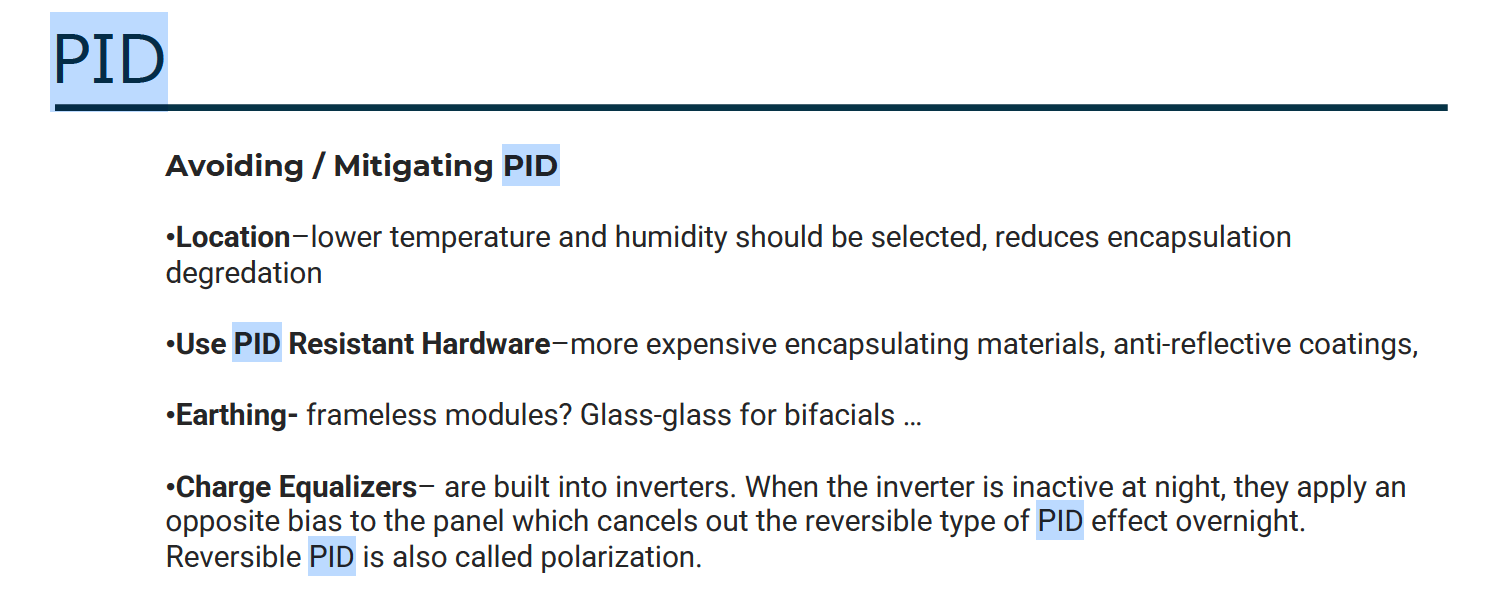 PID
Avoiding / Mitigating PID
•Location–lower temperature and humidity should be selected, reduces encapsulation
degredation
•Use PID Resistant Hardware–more expensive encapsulating materials, anti-reflective coatings,
•Earthing- frameless modules? Glass-glass for bifacials …
•Charge Equalizers– are built into inverters. When the inverter is inactive at night, they apply an
opposite bias to the panel which cancels out the reversible type of PID effect overnight.
Reversible PID is also called polarization.